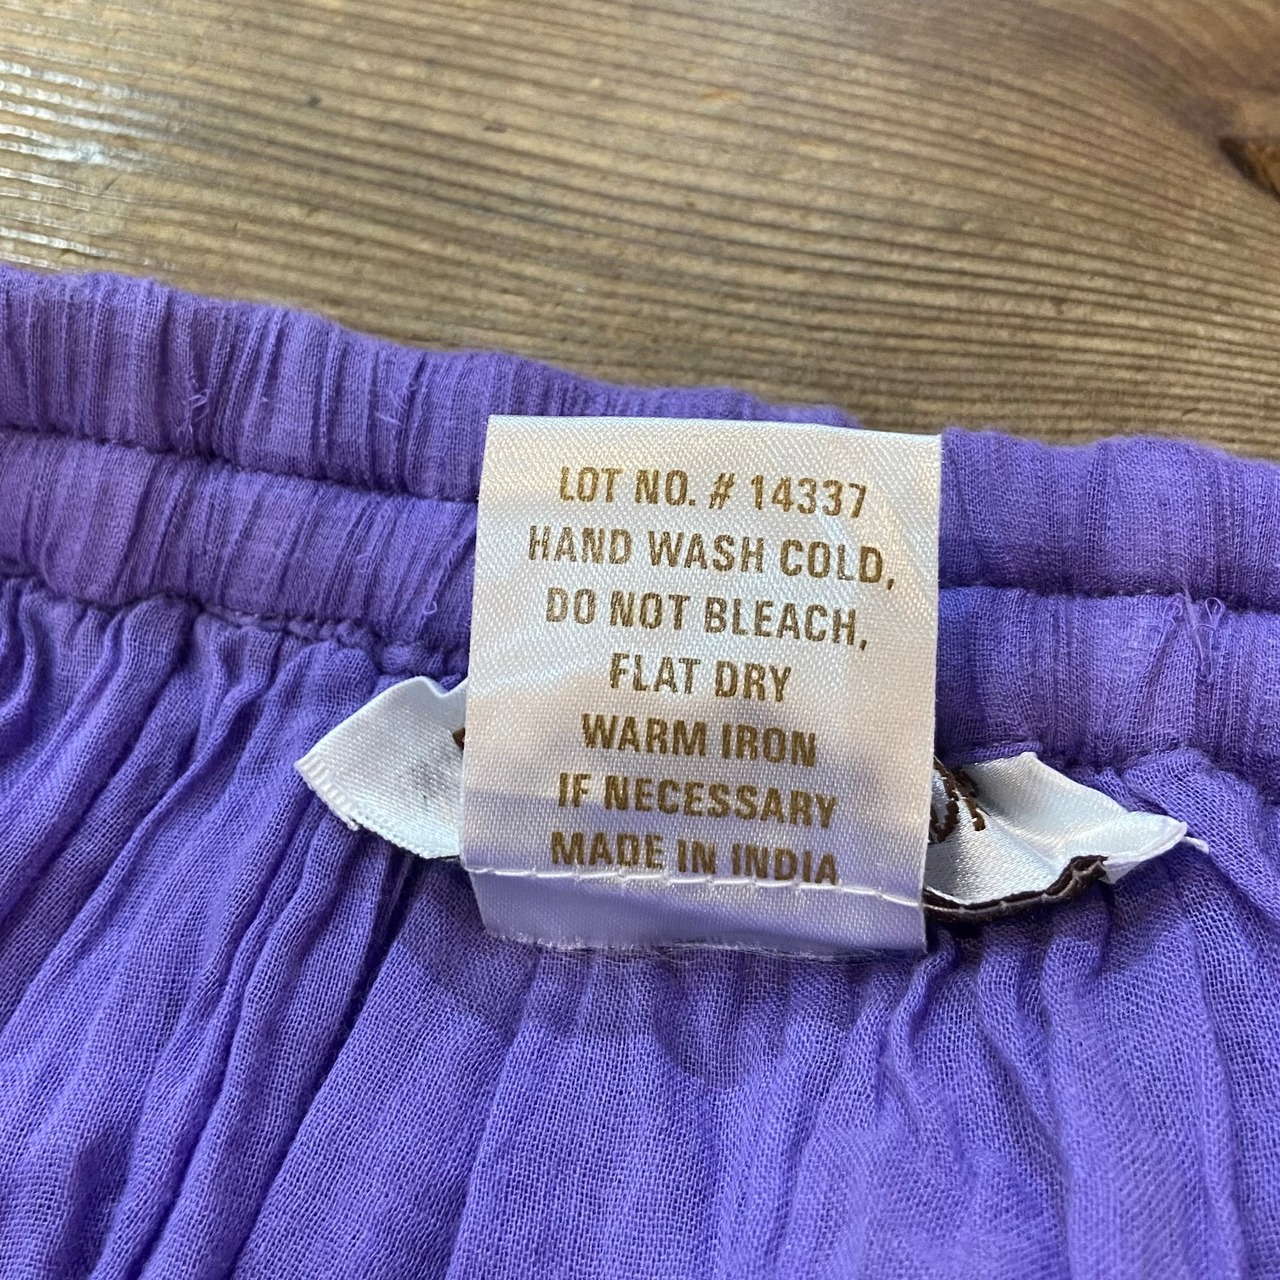 LOT NO. # 14337
HAND WASH COLD,
DO NOT BLEACH,
FLAT DRY
WARM IRON
IF NECESSARY
MADE IN INDIA